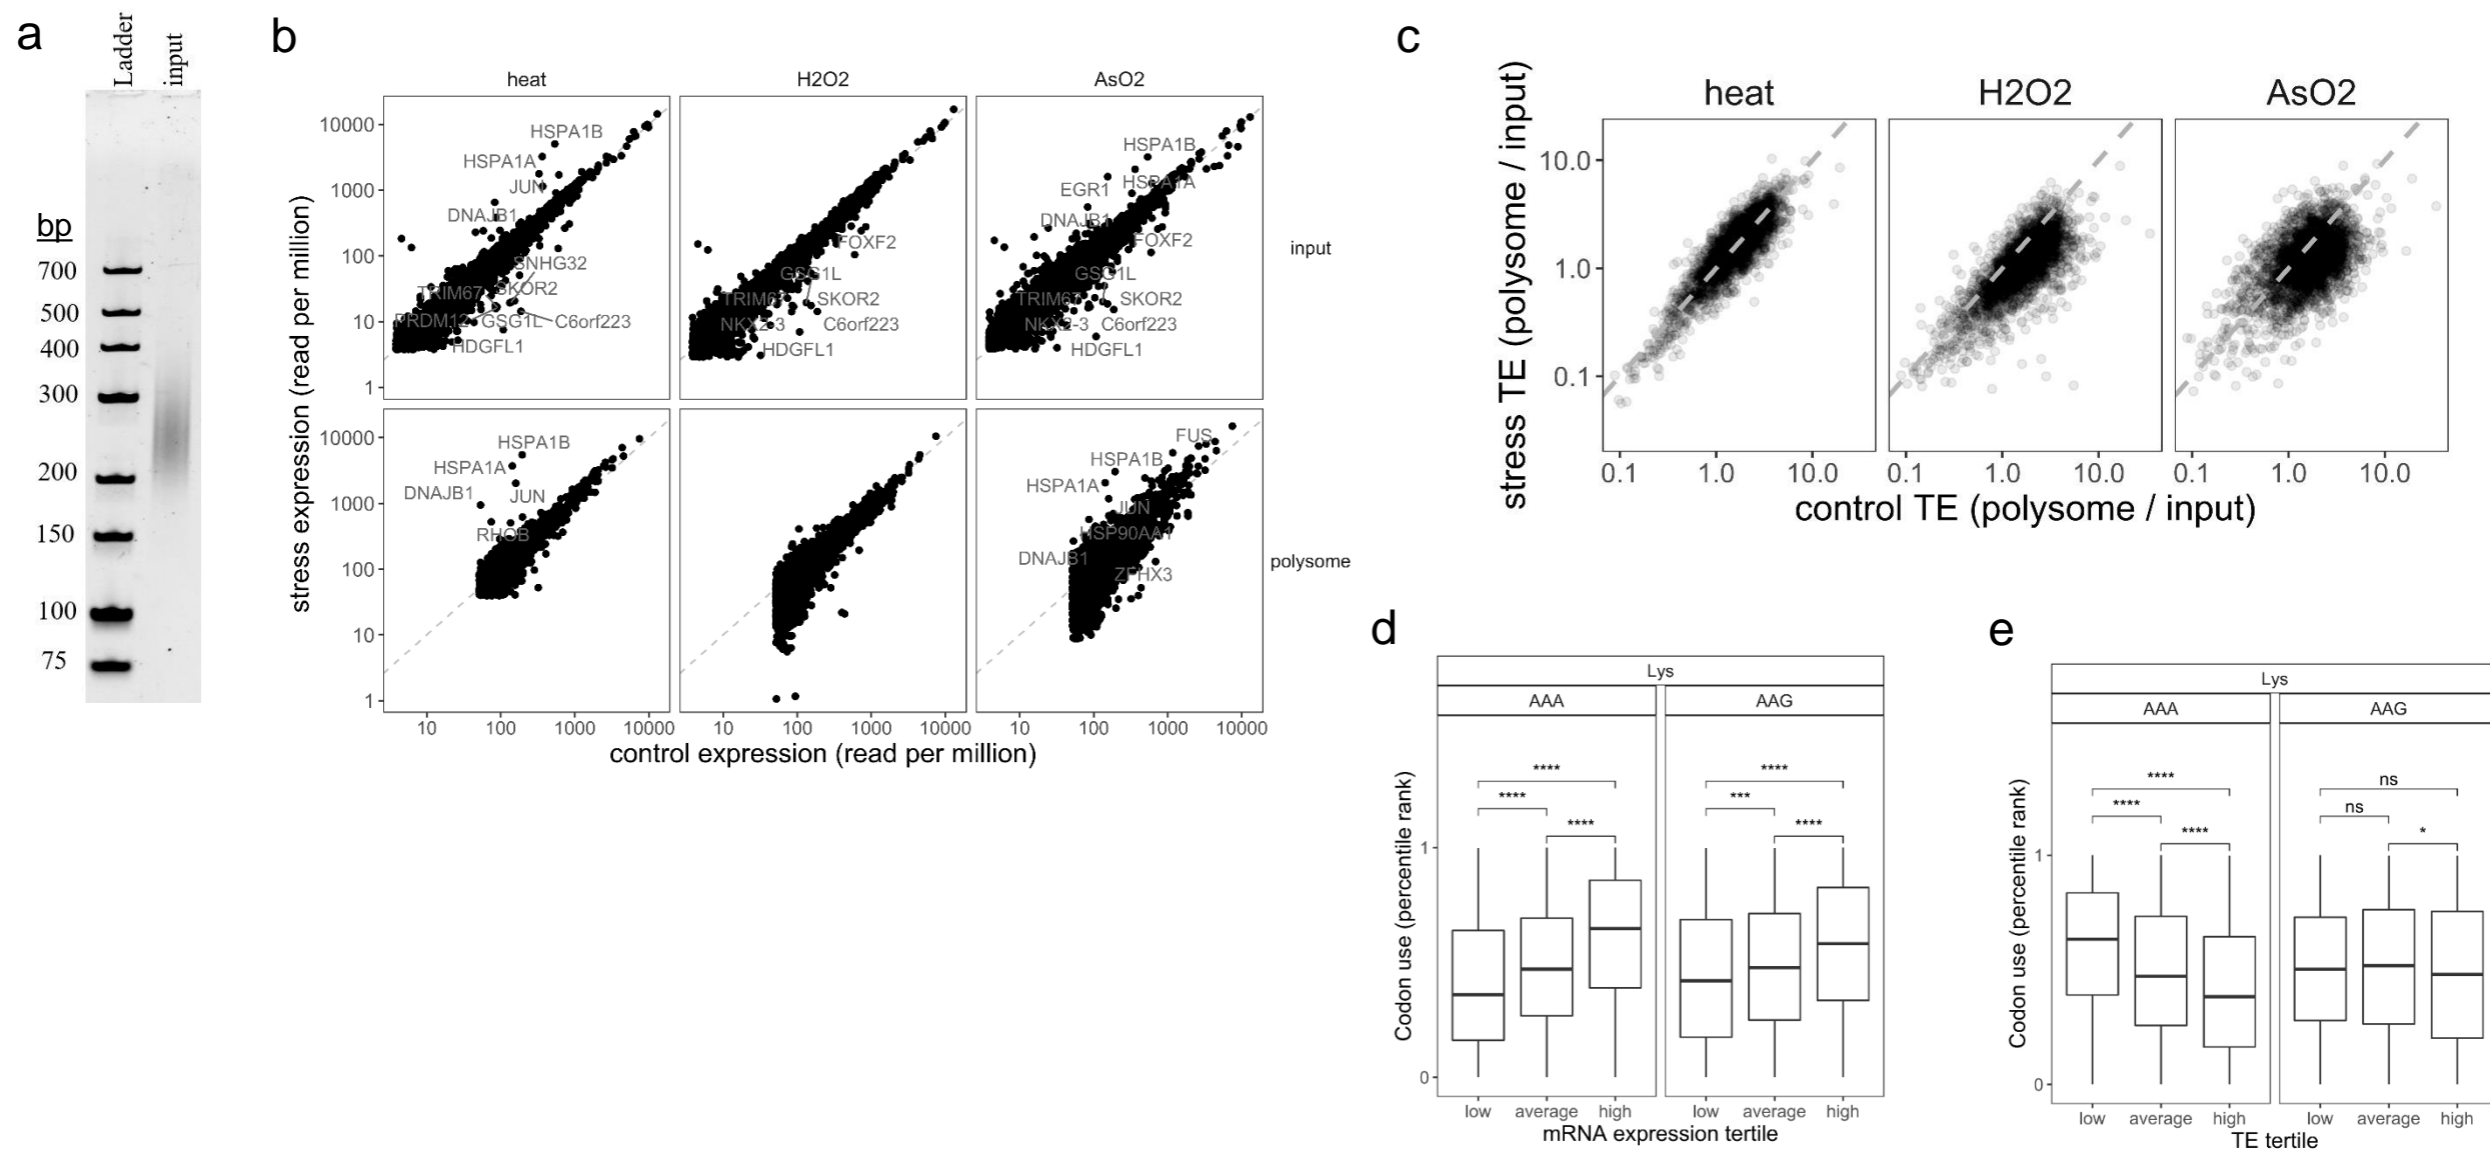 a
Ladder
input
bp
700
500
400
300
200
150
100
75
b
heat
H2O2
AsO2
stress expression (read per million)
10000
1000
100
10
1
HSPA1B
HSPA1A
JUN
DNAJB1
SNHG32
TRIM67
SKOR2
PRDM12
GSG1L
C6orf223
HDGFL1
FOXF2
GSG1L
TRIM67
SKOR2
NKX2-3
C6orf223
HDGFL1
HSPA1B
EGR1
HSPA1A
DNAJB1
FOXF2
GSG1L
TRIM67
SKOR2
NKX2-3
C6orf223
HDGFL1
input
10000
1000
100
10
1
HSPA1B
HSPA1A
DNAJB1
JUN
RHOB
FUS
HSPA1B
HSPA1A
JUN
HSP90AA1
DNAJB1
ZFHX3
polysome
10 100 1000 10000
10 100 1000 10000
10 100 1000 10000
control expression (read per million)
c
heat
H2O2
AsO2
stress TE (polysome / input)
10.0
1.0
0.1
0.1 1.0 10.0
0.1 1.0 10.0
0.1 1.0 10.0
control TE (polysome / input)
d
Lys
AAA
AAG
Codon use (percentile rank)
1
0
****
****
****
****
***
****
low average high
low average high
mRNA expression tertile
e
Lys
AAA
AAG
Codon use (percentile rank)
1
0
****
****
****
ns
ns
*
low average high
low average high
TE tertile